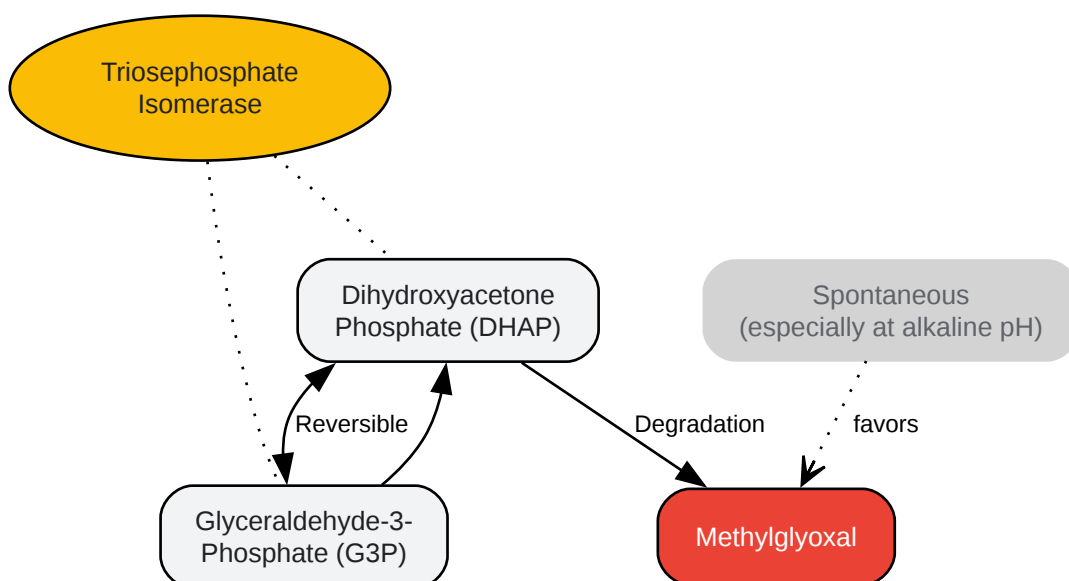 Triosephosphate
Isomerase
Dihydroxyacetone
Phosphate (DHAP)
Spontaneous
(especially at alkaline pH)
Reversible
Degradation
favors
Glyceraldehyde-3-
Phosphate (G3P)
Methylglyoxal